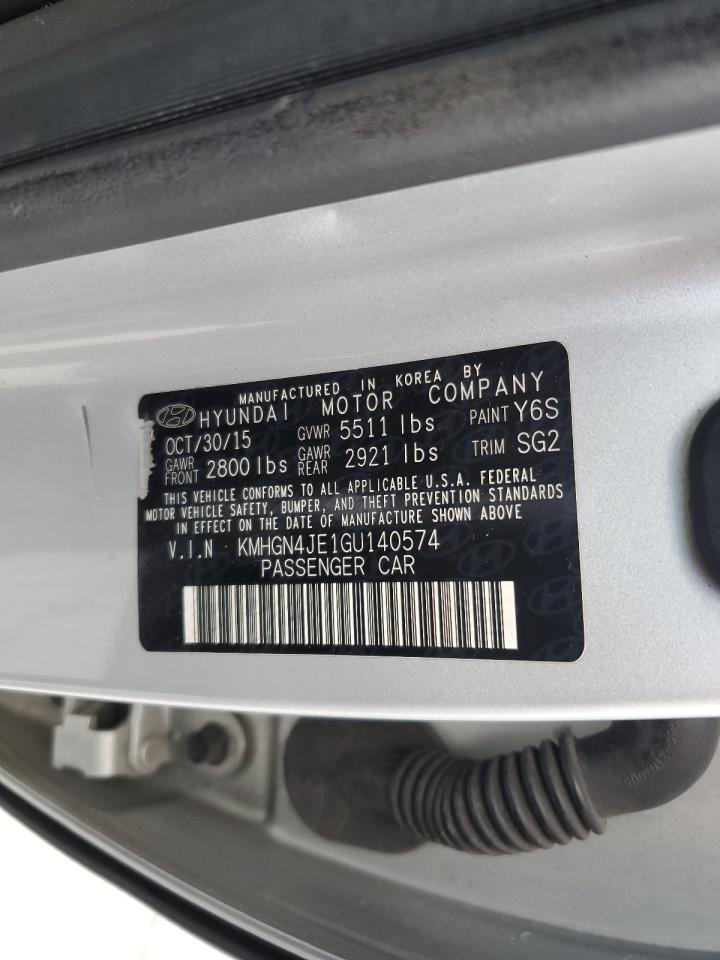 MANUFACTURED IN KOREA BY
HYUNDAI MOTOR COMPANY
OCT/30/15 GVWR 5511 lbs PAINT Y6S
GAWR FRONT 2800 lbs GAWR REAR 2921 lbs TRIM SG2
THIS VEHICLE CONFORMS TO ALL APPLICABLE U.S.A. FEDERAL
MOTOR VEHICLE SAFETY, BUMPER, AND THEFT PREVENTION STANDARDS
IN EFFECT ON THE DATE OF MANUFACTURE SHOWN ABOVE
V.I.N KMHGN4JE1GU140574
PASSENGER CAR